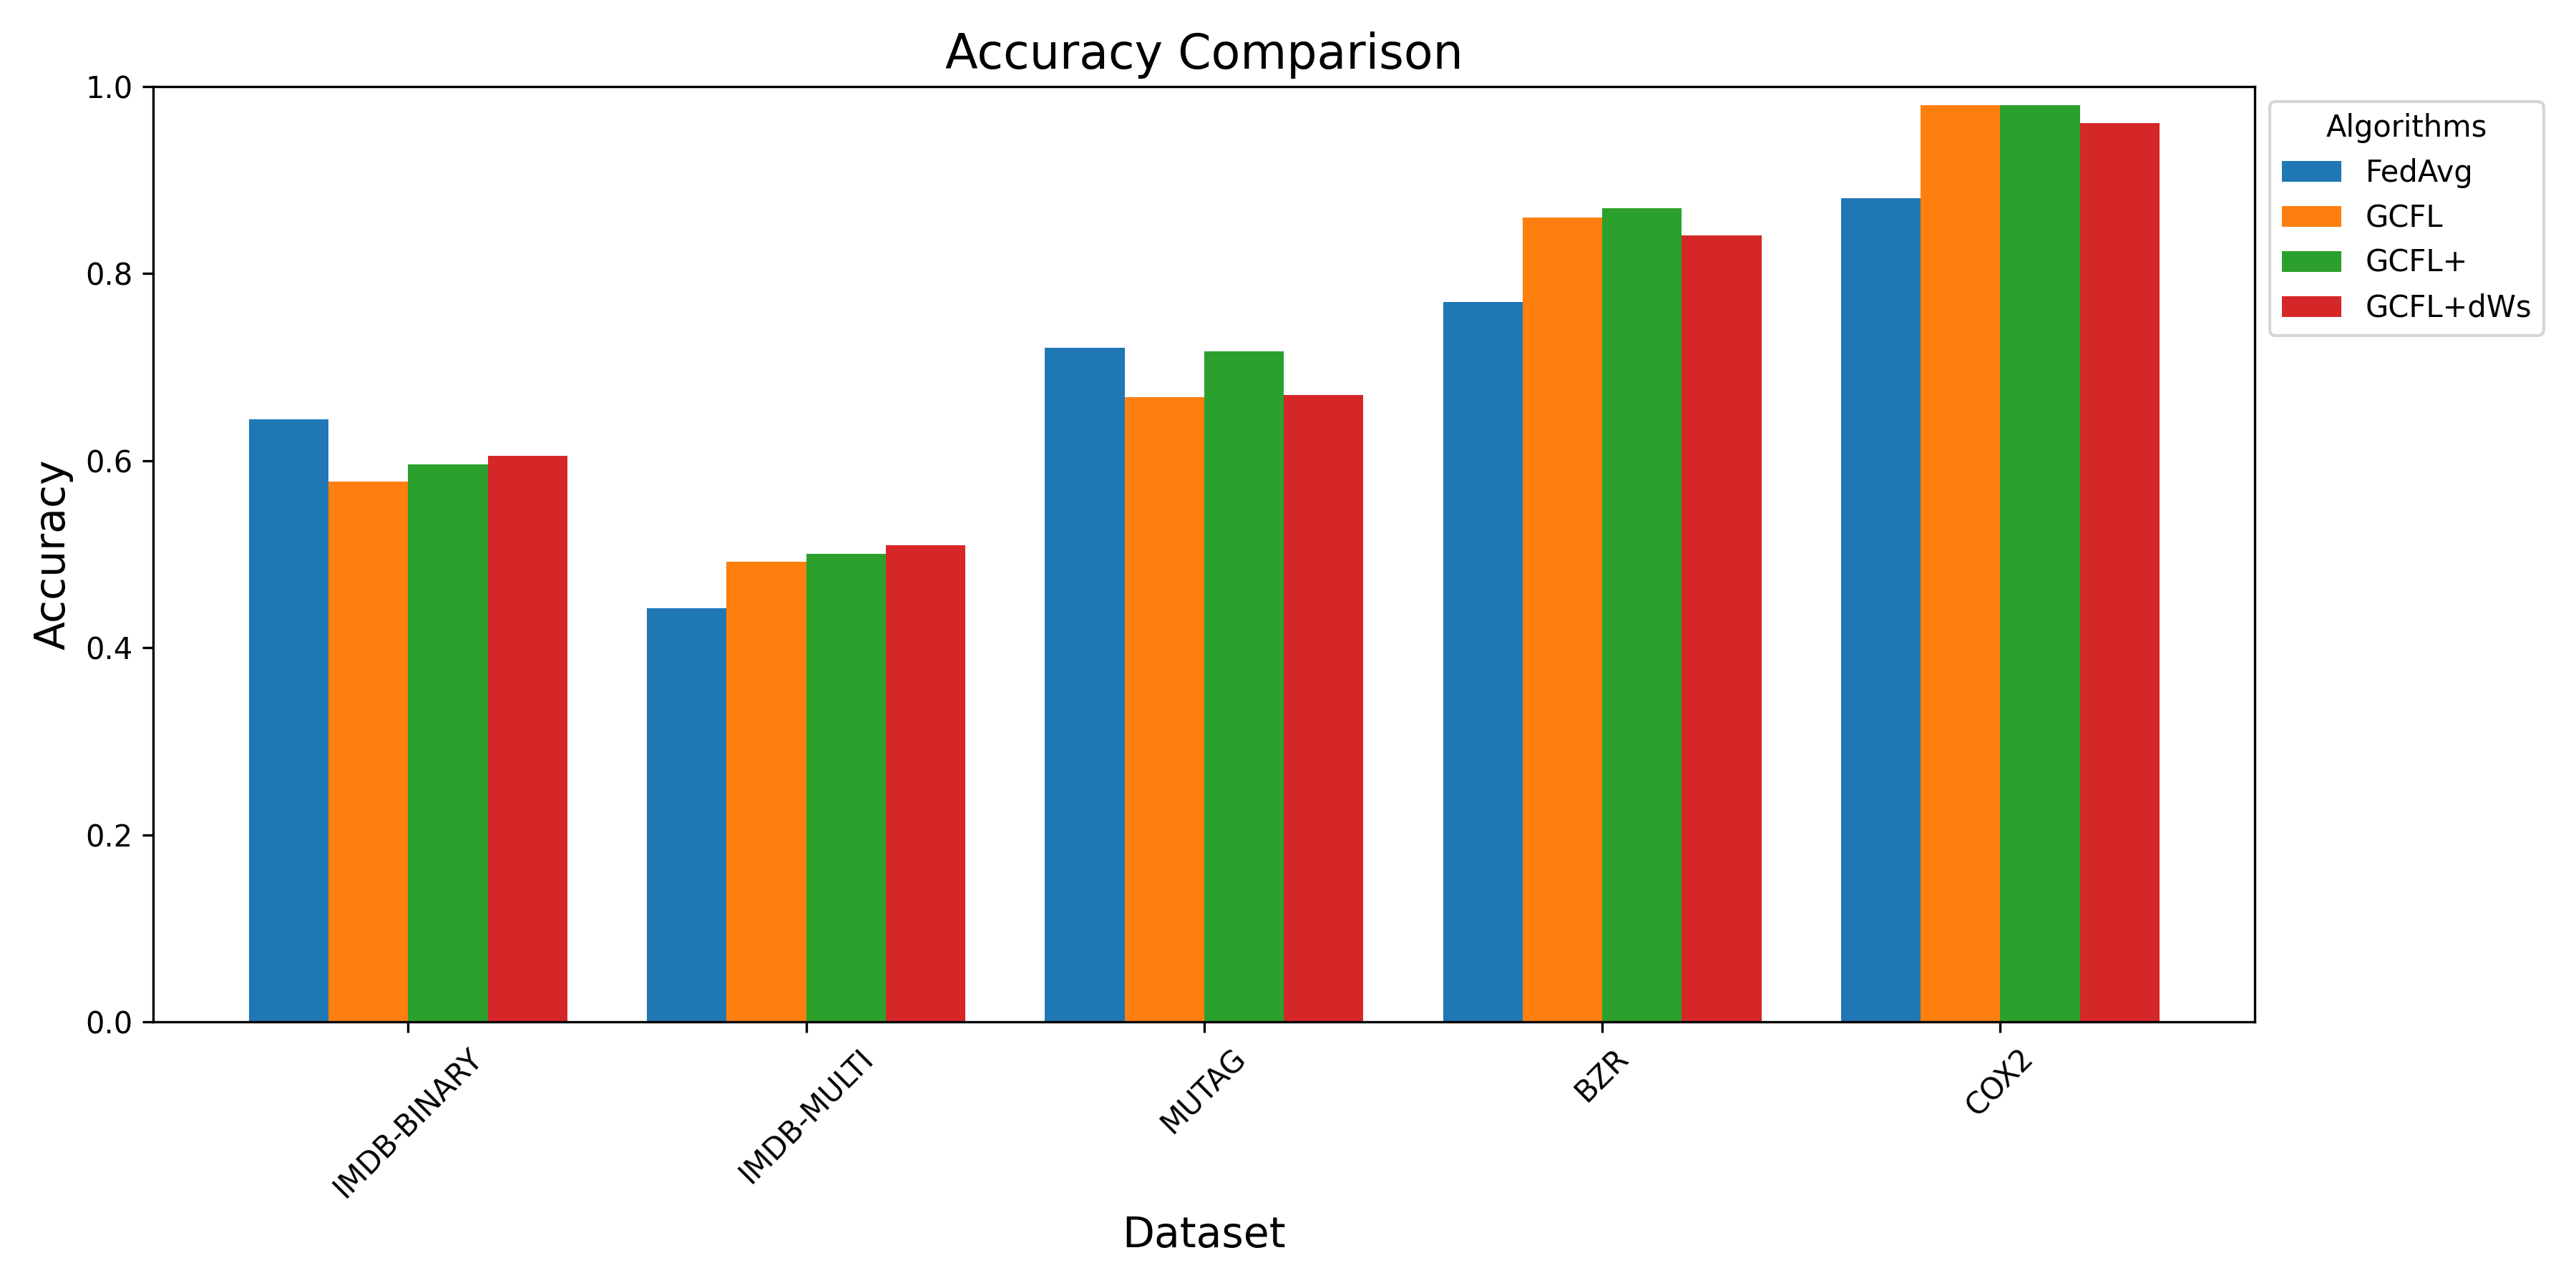 Accuracy Comparison
Accuracy
1.0
0.8
0.6
0.4
0.2
0.0
IMDB-BINARY
IMDB-MULTI
MUTAG
BZR
COX2
Dataset
Algorithms
FedAvg
GCFL
GCFL+
GCFL+dWs